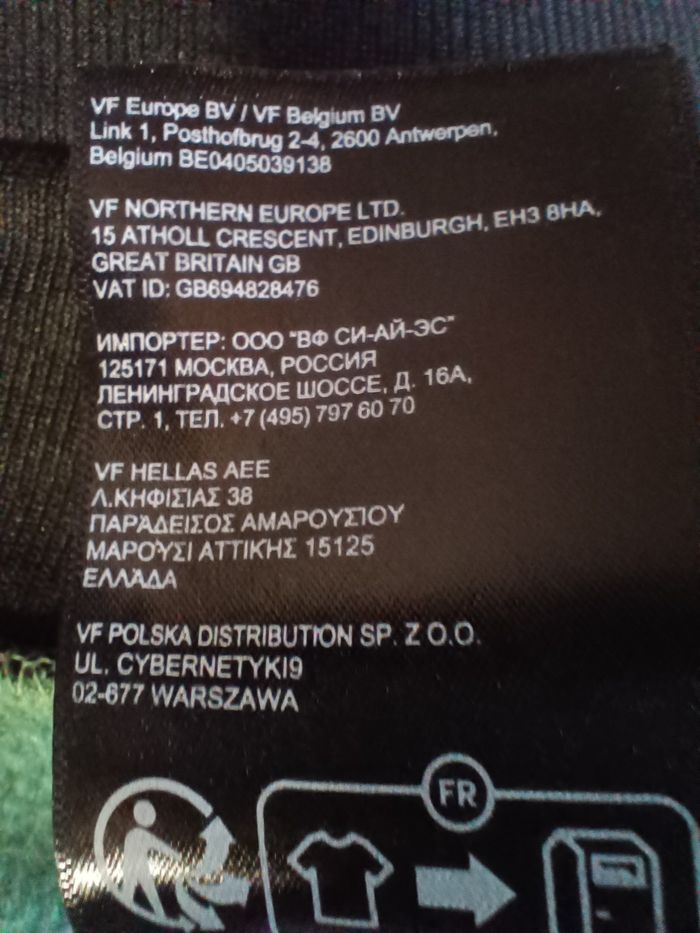 VF Europe BV / VF Belgium BV
Link 1, Posthofbrug 2-4, 2600 Antwerpen,
Belgium BE0405039138
VF NORTHERN EUROPE LTD.
15 ATHOLL CRESCENT, EDINBURGH, EH3 8HA,
GREAT BRITAIN GB
VAT ID: GB694828476
ИМПОРТЕР: ООО "ВФ СИ-АЙ-ЭС"
125171 МОСКВА, РОССИЯ
ЛЕНИНГРАДСКОЕ ШОССЕ, Д. 16А,
СТР. 1, ТЕЛ. +7 (495) 797 60 70
VF HELLAS AEE
Λ.ΚΗΦΙΣΙΑΣ 38
ΠΑΡΆΔΕΙΣΟΣ ΑΜΑΡΟΥΣΙΟΥ
ΜΑΡΟΎΣΙ ΑΤΤΙΚΗΣ 15125
ΕΛΛΆΔΑ
VF POLSKA DISTRIBUTION SP. Z O.O.
UL. CYBERNETYKI9
02-677 WARSZAWA
FR